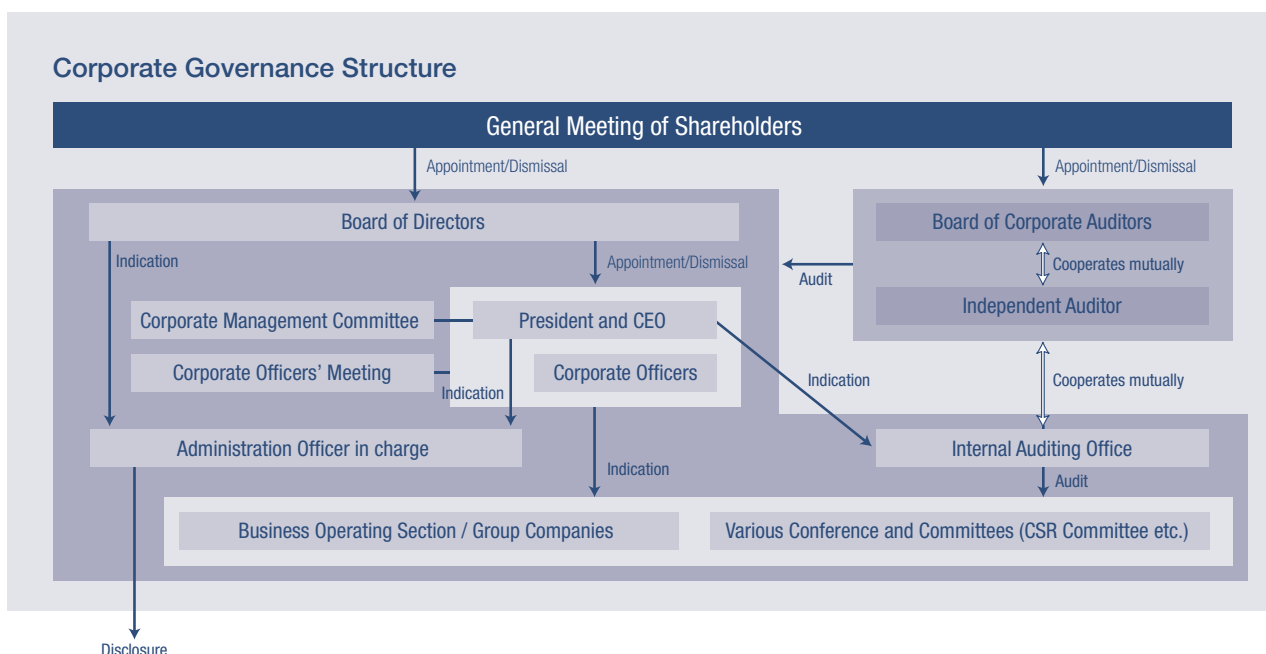 Corporate Governance Structure
General Meeting of Shareholders
Appointment/Dismissal
Appointment/Dismissal
Board of Directors
Board of Corporate Auditors
Indication
Appointment/Dismissal
Audit
Cooperates mutually
Corporate Management Committee
President and CEO
Independent Auditor
Corporate Officers' Meeting
Corporate Officers
Indication
Indication
Cooperates mutually
Administration Officer in charge
Internal Auditing Office
Indication
Audit
Business Operating Section / Group Companies
Various Conference and Committees (CSR Committee etc.)
Disclosure